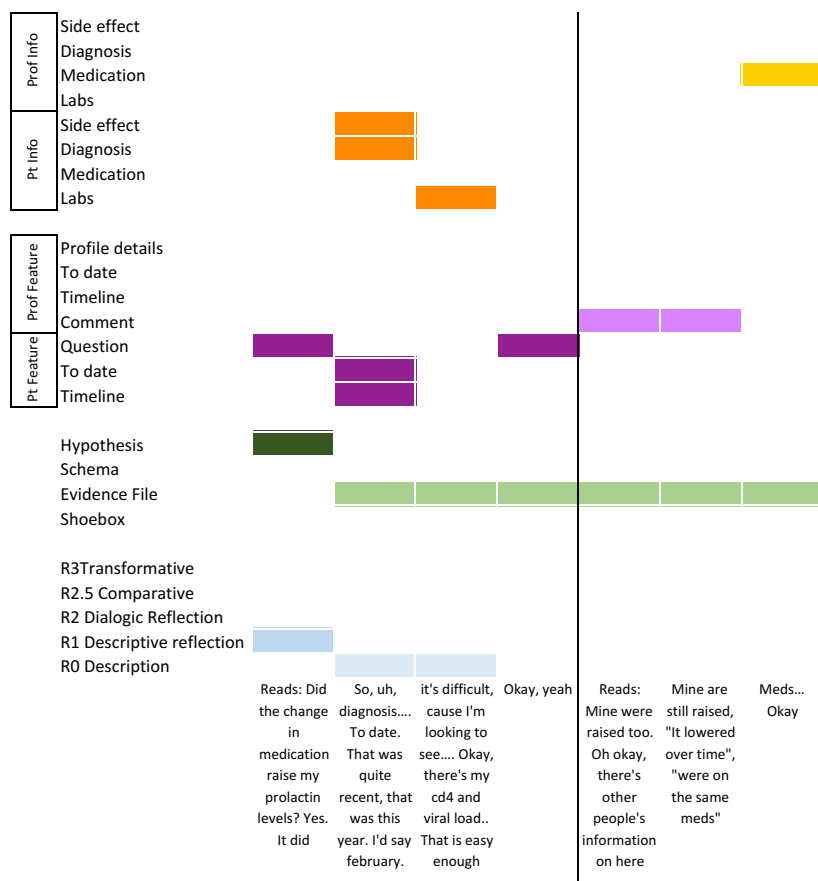 Prof Info
Side effect
Diagnosis
Medication
Labs
Pt Info
Side effect
Diagnosis
Medication
Labs
Prof Feature
Profile details
To date
Timeline
Comment
Pt Feature
Question
To date
Timeline
Hypothesis
Schema
Evidence File
Shoebox
R3Transformative
R2.5 Comparative
R2 Dialogic Reflection
R1 Descriptive reflection
R0 Description
Reads: Did
the change
in
medication
raise my
prolactin
levels? Yes.
It did
So, uh,
diagnosis....
To date.
That was
quite
recent, that
was this
year. I'd say
february.
it's difficult,
cause I'm
looking to
see.... Okay,
there's my
cd4 and
viral load..
That is easy
enough
Okay, yeah
Reads:
Mine were
raised too.
Oh okay,
there's
other
people's
information
on here
Mine are
still raised,
"It lowered
over time",
"were on
the same
meds"
Meds...
Okay